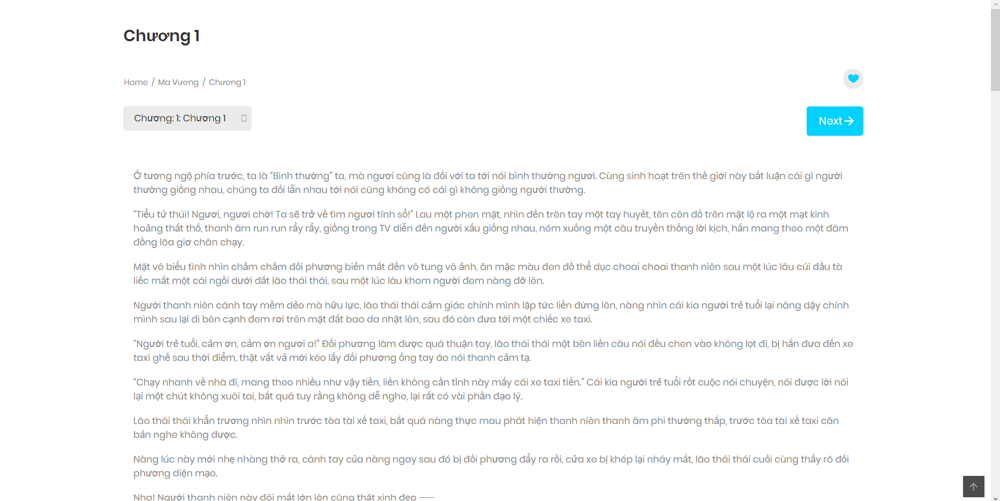 Chương 1
Home / Ma Vương / Chương 1
Chương: 1: Chương 1
Next
Ở tương ngộ phía trước, ta là “Bình thường” ta, mà ngươi cũng là đối với ta tới nói bình thường ngươi. Cùng sinh hoạt trên thế giới này bất luận cái gì người
thường giống nhau, chúng ta đối lẫn nhau tới nói cũng không có cái gì không giống người thường.
“Tiểu tử thúi! Ngươi, ngươi chờ! Ta sẽ trở về tìm ngươi tính sổ!” Lau một phen mặt, nhìn đến trên tay một tay huyết, tên côn đồ trên mặt lộ ra một mạt kinh
hoảng thất thố, thanh âm run run rẩy rẩy, giống trong TV diễn đến người xấu giống nhau, ném xuống một câu truyền thống lời kịch, hắn mang theo một đám
đồng lõa giơ chân chạy.
Mặt vô biểu tình nhìn chằm chằm đối phương biến mất đến vô tung vô ảnh, ăn mặc màu đen đồ thể dục choai choai thanh niên sau một lúc lâu cúi đầu tà
liếc mắt một cái ngồi dưới đất lão thái thái, sau một lúc lâu khom người đem nàng đỡ lên.
Người thanh niên cánh tay mềm dẻo mà hữu lực, lão thái thái cảm giác chính mình lập tức liền đứng lên, nàng nhìn cái kia người trẻ tuổi lại nâng dậy chính
mình sau lại đi bên cạnh đem rơi trên mặt đất bao da nhặt lên, sau đó còn đưa tới một chiếc xe taxi.
“Người trẻ tuổi, cảm ơn, cảm ơn ngươi a!” Đối phương làm được quá thuận tay, lão thái thái một bên liền câu nói đều chen vào không lọt đi, bị hắn đưa đến xe
taxi ghế sau thời điểm, thật vất vả mới kéo lấy đối phương ống tay áo nói thanh cảm tạ.
“Chạy nhanh về nhà đi, mang theo nhiều như vậy tiền, liền không cần tỉnh này mấy cái xe taxi tiền.” Cái kia người trẻ tuổi rốt cuộc nói chuyện, nói được lời nói
lại một chút không xuôi tai, bất quá tuy rằng không dễ nghe, lại rất có vài phần đạo lý.
Lão thái thái khẩn trương nhìn nhìn trước tòa tài xế taxi, bất quá nàng thực mau phát hiện thanh niên thanh âm phi thường thấp, trước tòa tài xế taxi căn
bản nghe không được.
Nàng lúc này mới nhẹ nhàng thở ra, cánh tay của nàng ngay sau đó bị đối phương đẩy ra rồi, cửa xe bị khép lại nháy mắt, lão thái thái cuối cùng thấy rõ đối
phương diện mạo.
Nha! Người thanh niên này đôi mắt lớn lên cũng thật xinh đẹp ——